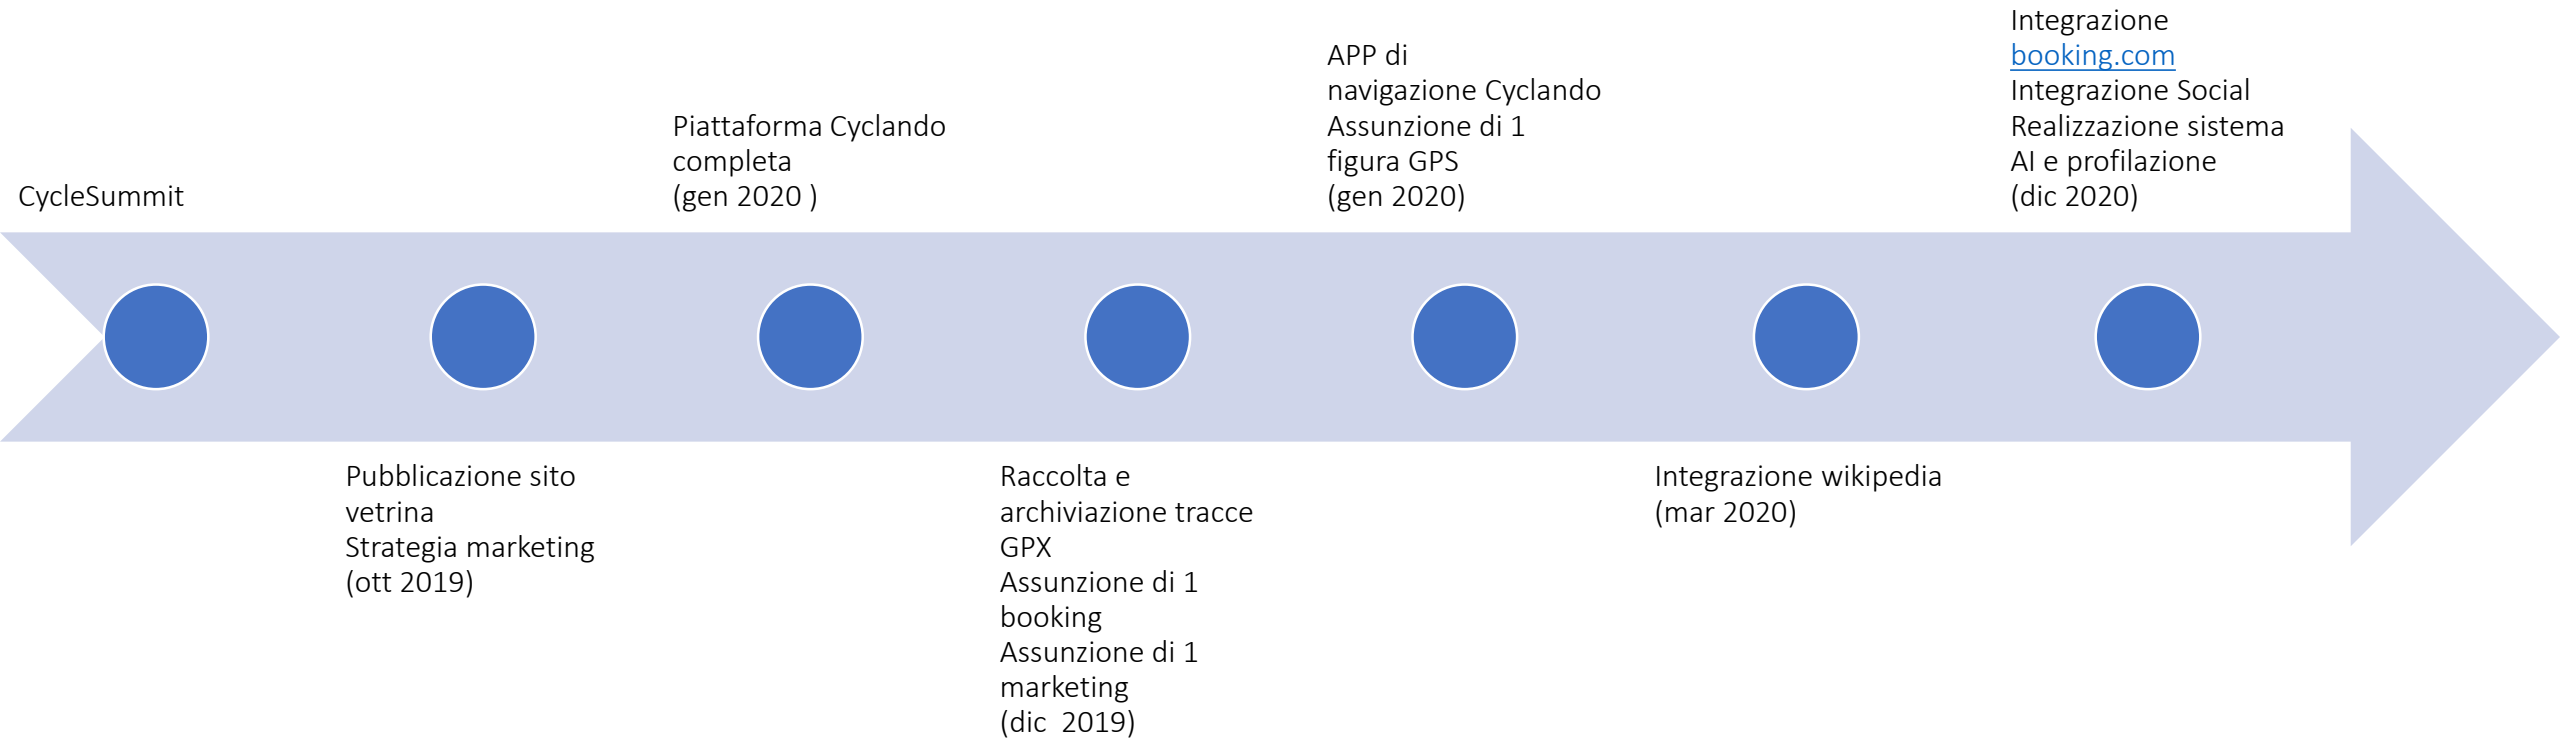 CycleSummit
Pubblicazione sito
vetrina
Strategia marketing
(ott 2019)
Piattaforma Cyclando
completa
(gen 2020 )
Raccolta e
archiviazione tracce
GPX
Assunzione di 1
booking
Assunzione di 1
marketing
(dic  2019)
APP di
navigazione Cyclando
Assunzione di 1
figura GPS
(gen 2020)
Integrazione wikipedia
(mar 2020)
Integrazione
booking.com
Integrazione Social
Realizzazione sistema
AI e profilazione
(dic 2020)